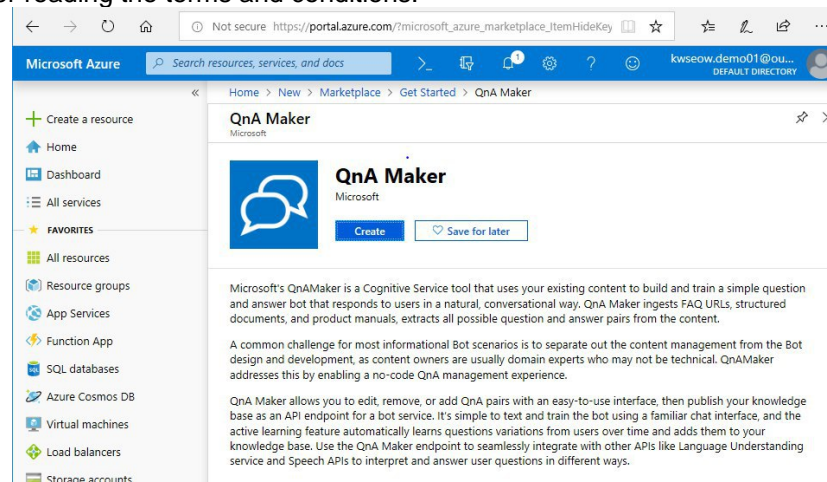 or reading the terms and conditions.
Not secure https://portal.azure.com/?microsoft_azure_marketplace_ItemHideKey
Microsoft Azure Search resources, services, and docs 1 kwseow.demo01@ou...
DEFAULT DIRECTORY
Home > New > Marketplace > Get Started > QnA Maker
Create a resource
Home
Dashboard
All services
FAVORITES
All resources
Resource groups
App Services
Function App
SQL databases
Azure Cosmos DB
Virtual machines
Load balancers
Storage accounts
QnA Maker
Microsoft
QnA Maker
Microsoft
Create Save for later
Microsoft's QnAMaker is a Cognitive Service tool that uses your existing content to build and train a simple question
and answer bot that responds to users in a natural, conversational way. QnA Maker ingests FAQ URLs, structured
documents, and product manuals, extracts all possible question and answer pairs from the content.
A common challenge for most informational Bot scenarios is to separate out the content management from the Bot
design and development, as content owners are usually domain experts who may not be technical. QnAMaker
addresses this by enabling a no-code QnA management experience.
QnA Maker allows you to edit, remove, or add QnA pairs with an easy-to-use interface, then publish your knowledge
base as an API endpoint for a bot service. It's simple to text and train the bot using a familiar chat interface, and the
active learning feature automatically learns questions variations from users over time and adds them to your
knowledge base. Use the QnA Maker endpoint to seamlessly integrate with other APIs like Language Understanding
service and Speech APIs to interpret and answer user questions in different ways.